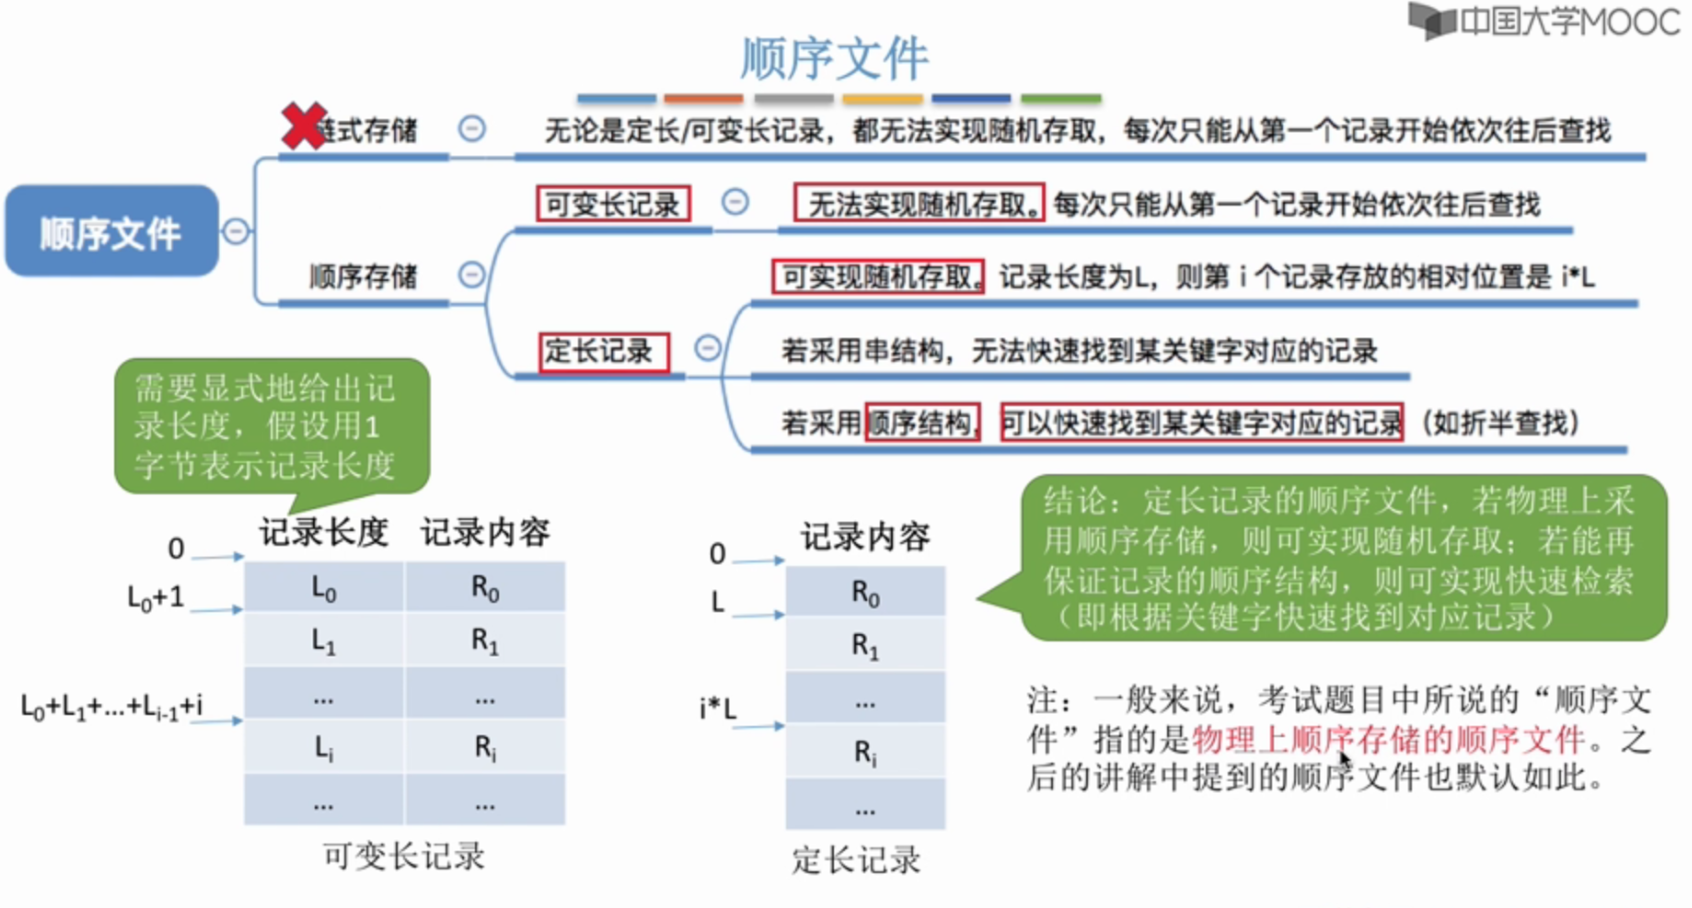 中国大学MOOC
顺序文件
链式存储
无论是定长/可变长记录，都无法实现随机存取，每次只能从第一个记录开始依次往后查找
可变长记录
无法实现随机存取。每次只能从第一个记录开始依次往后查找
顺序文件
顺序存储
可实现随机存取。记录长度为L，则第 i 个记录存放的相对位置是 i*L
定长记录
若采用串结构，无法快速找到某关键字对应的记录
若采用顺序结构，可以快速找到某关键字对应的记录（如折半查找）
需要显式地给出记
录长度，假设用1
字节表示记录长度
记录长度 记录内容
0
L0 R0
L0+1
L1 R1
... ...
L0+L1+...+Li-1+i
Li Ri
... ...
可变长记录
记录内容
0
R0
L
R1
...
i*L
Ri
...
定长记录
结论：定长记录的顺序文件，若物理上采
用顺序存储，则可实现随机存取；若能再
保证记录的顺序结构，则可实现快速检索
（即根据关键字快速找到对应记录）
注：一般来说，考试题目中所说的“顺序文
件”指的是物理上顺序存储的顺序文件。之
后的讲解中提到的顺序文件也默认如此。